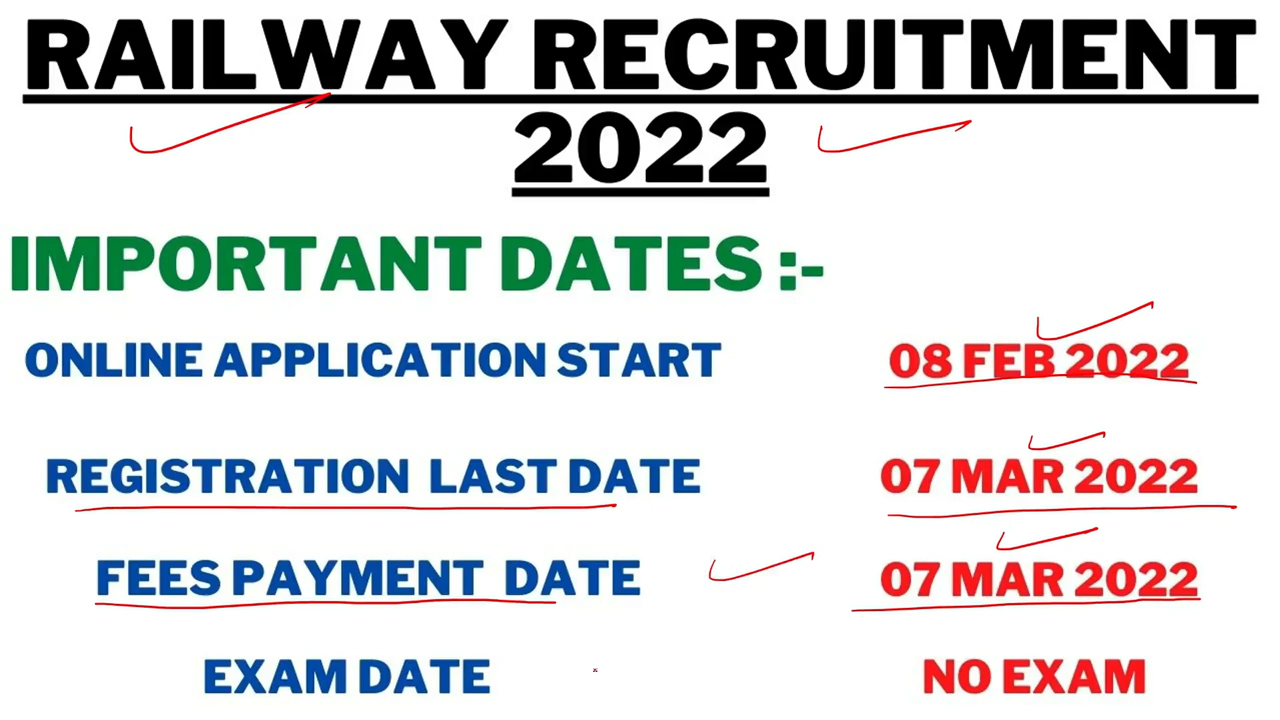 RAILWAY RECRUITMENT
2022
IMPORTANT DATES :-
ONLINE APPLICATION START 08 FEB 2022
REGISTRATION LAST DATE 07 MAR 2022
FEES PAYMENT DATE 07 MAR 2022
EXAM DATE NO EXAM